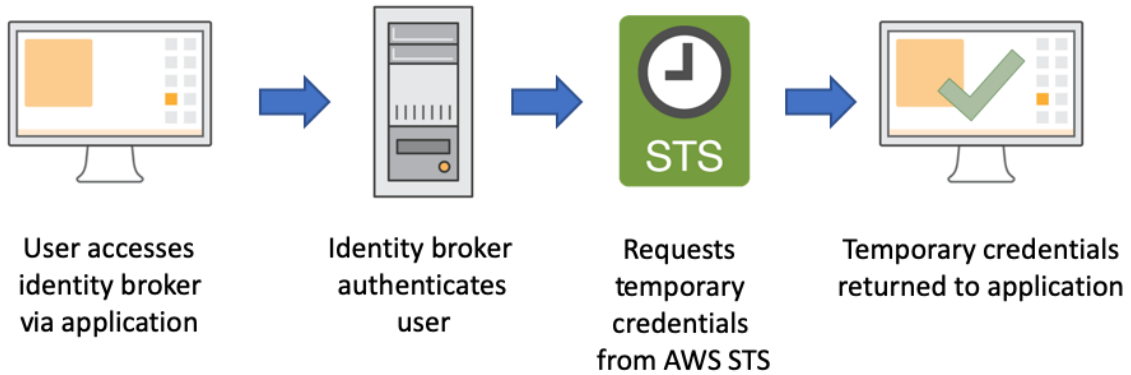 STS
User accesses
identity broker
via application
Identity broker
authenticates
user
Requests
temporary
credentials
from AWS STS
Temporary credentials
returned to application